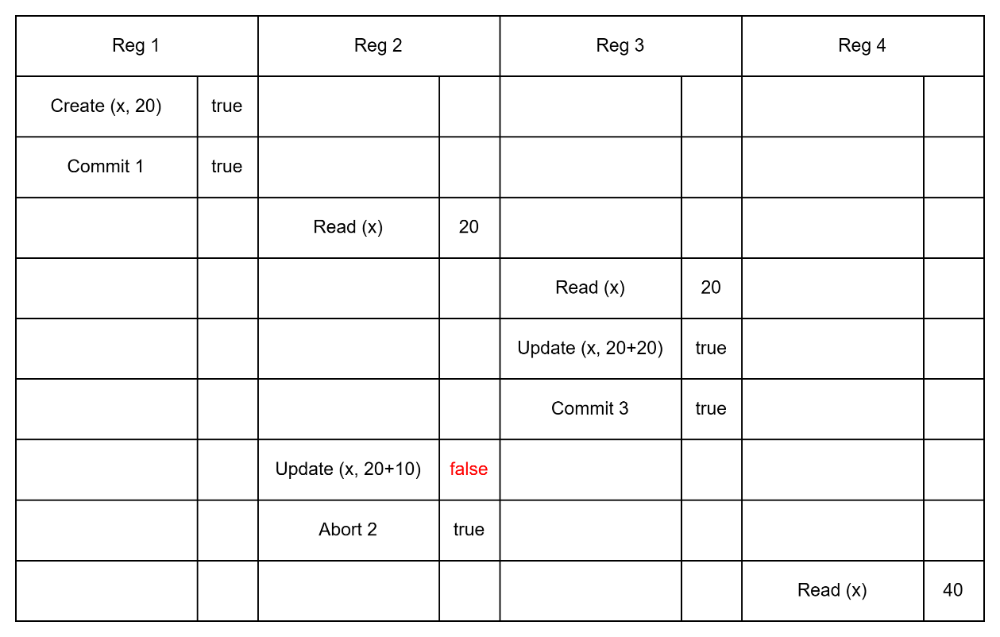 Reg 1 Reg 2 Reg 3 Reg 4
Create (x, 20) true
Commit 1 true
Read (x) 20
Read (x) 20
Update (x, 20+20) true
Commit 3 true
Update (x, 20+10) false
Abort 2 true
Read (x) 40